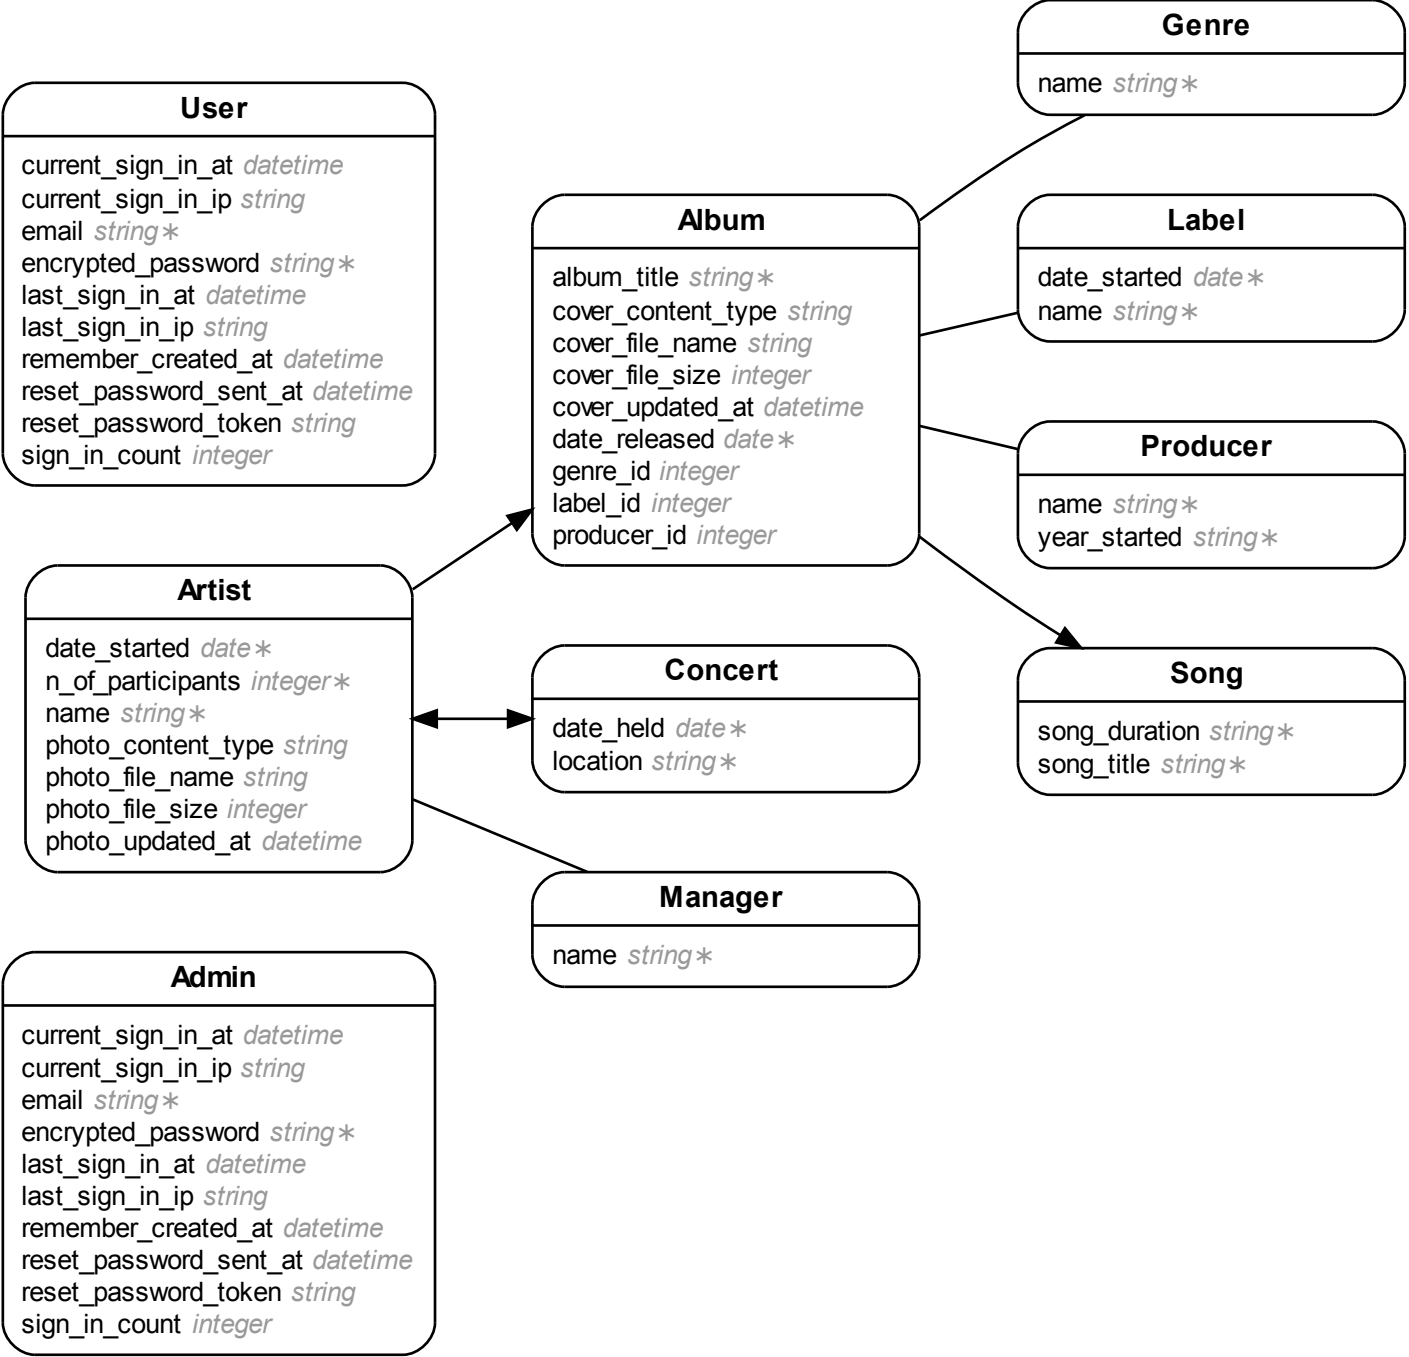 User
current_sign_in_at datetime
current_sign_in_ip string
email string*
encrypted_password string*
last_sign_in_at datetime
last_sign_in_ip string
remember_created_at datetime
reset_password_sent_at datetime
reset_password_token string
sign_in_count integer
Artist
date_started date*
n_of_participants integer*
name string*
photo_content_type string
photo_file_name string
photo_file_size integer
photo_updated_at datetime
Admin
current_sign_in_at datetime
current_sign_in_ip string
email string*
encrypted_password string*
last_sign_in_at datetime
last_sign_in_ip string
remember_created_at datetime
reset_password_sent_at datetime
reset_password_token string
sign_in_count integer
Album
album_title string*
cover_content_type string
cover_file_name string
cover_file_size integer
cover_updated_at datetime
date_released date*
genre_id integer
label_id integer
producer_id integer
Concert
date_held date*
location string*
Manager
name string*
Genre
name string*
Label
date_started date*
name string*
Producer
name string*
year_started string*
Song
song_duration string*
song_title string*